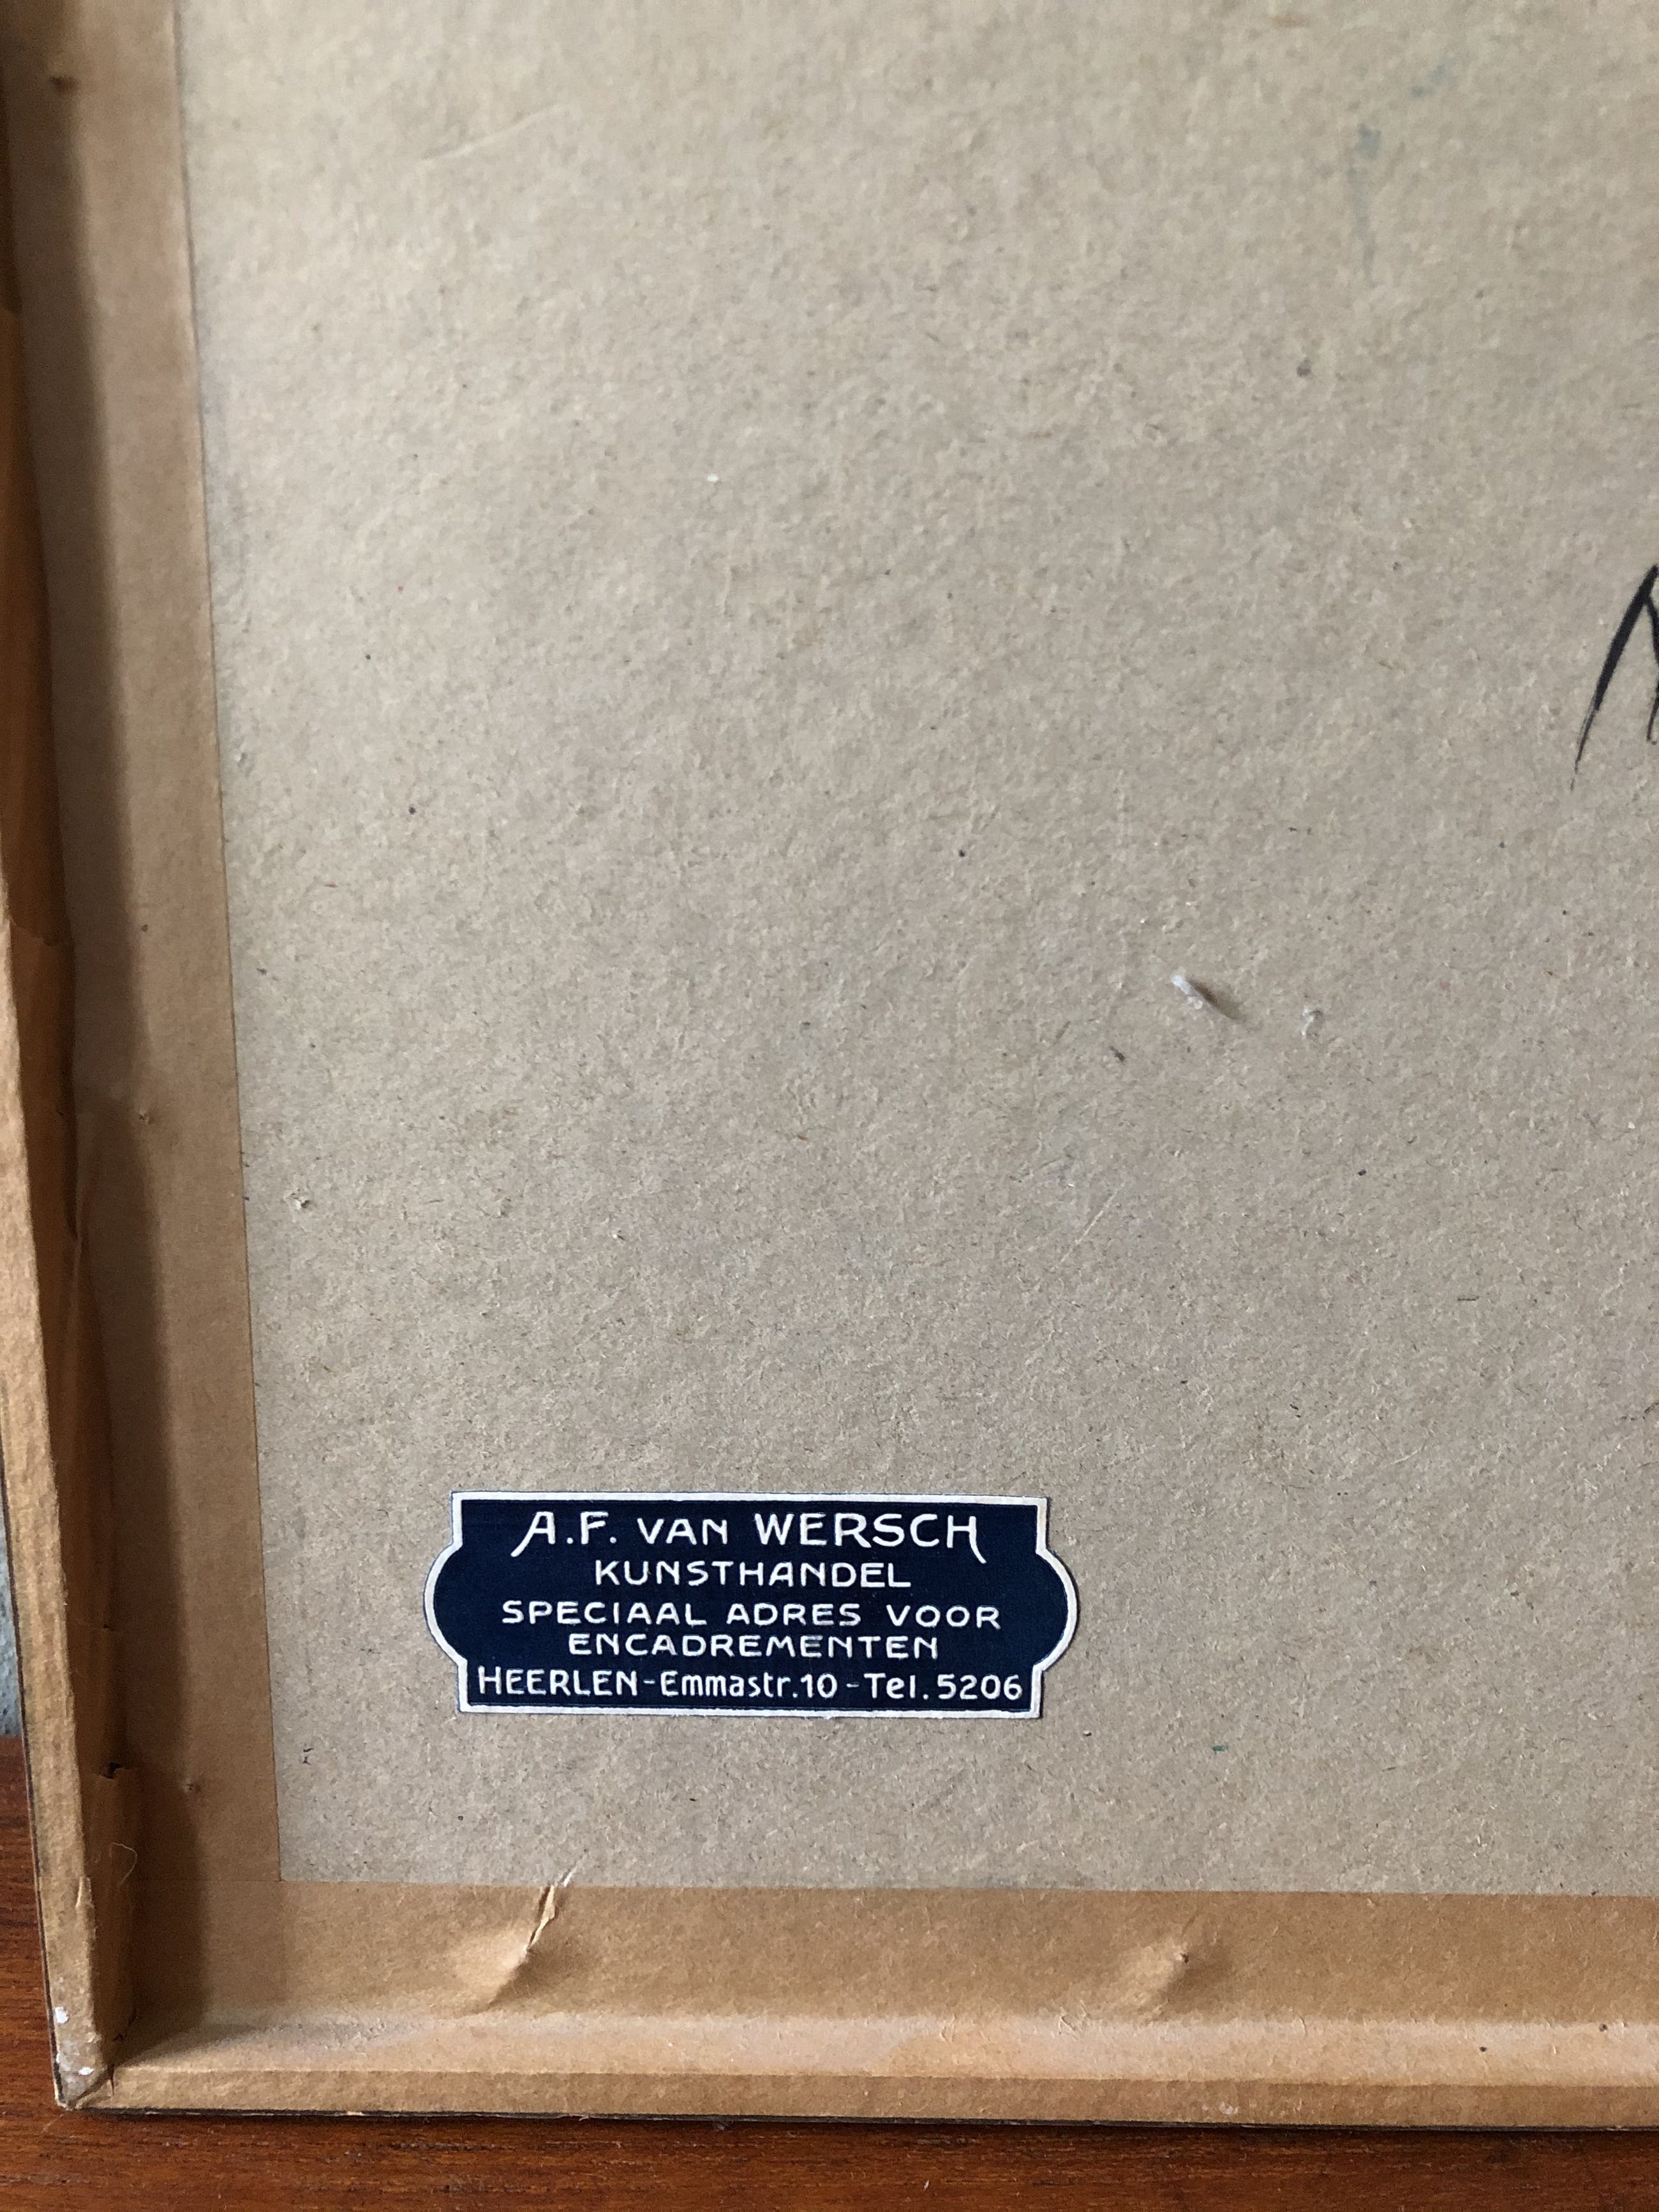 A.F. VAN WERSCH
KUNSTHANDEL
SPECIAAL ADRES VOOR
ENCADREMENTEN
HEERLEN-Emmastr.10-Tel.5206